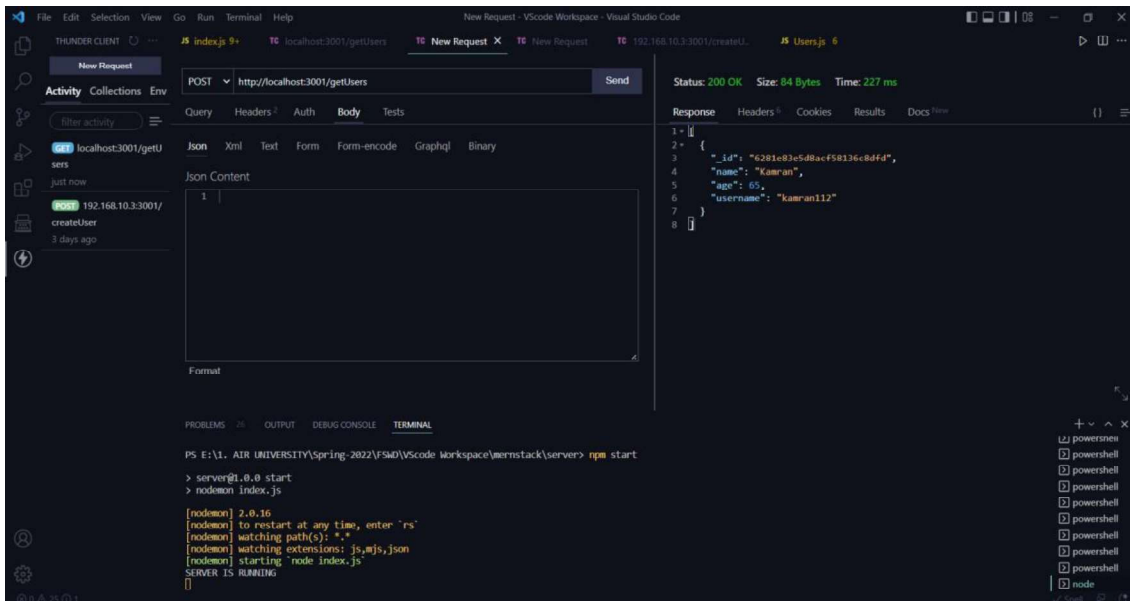 File Edit Selection View Go Run Terminal Help
New Request - VScode Workspace - Visual Studio Code
THUNDER CLIENT
JS index.js 9+
TC localhost:3001/getUsers
TC New Request
TC New Request
TC 192.168.10.3:3001/createU..
JS Users.js 6
New Request
Activity Collections Env
filter activity
GET localhost:3001/getU
sers
just now
POST 192.168.10.3:3001/
createUser
3 days ago
POST http://localhost:3001/getUsers Send
Query Headers 2 Auth Body Tests
Json Xml Text Form Form-encode Graphql Binary
Json Content
1
Format
Status: 200 OK Size: 84 Bytes Time: 227 ms
Response Headers 6 Cookies Results Docs New
{}
1 [
2 {
3 "_id": "6281e83e5d8acf58136c8dfd",
4 "name": "Kamran",
5 "age": 65,
6 "username": "kamran112"
7 }
8 ]
PROBLEMS 26 OUTPUT DEBUG CONSOLE TERMINAL
PS E:\1. AIR UNIVERSITY\Spring-2022\FSWD\VScode Workspace\mernstack\server> npm start
> server@1.0.0 start
> nodemon index.js
[nodemon] 2.0.16
[nodemon] to restart at any time, enter `rs`
[nodemon] watching path(s): *.*
[nodemon] watching extensions: js,mjs,json
[nodemon] starting `node index.js`
SERVER IS RUNNING
powershell
powershell
powershell
powershell
powershell
powershell
powershell
powershell
powershell
node